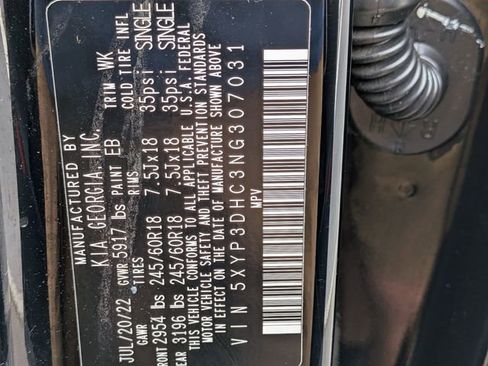 MANUFACTURED BY
KIA GEORGIA, INC.
JUL/20/22 GVWR 5917 lbs PAINT EB TRIM WK
GAWR TIRES RIMS COLD TIRE INFL
FRONT 2954 lbs 245/60R18 7.5Jx18 35psi SINGLE
REAR 3196 lbs 245/60R18 7.5Jx18 35psi SINGLE
THIS VEHICLE CONFORMS TO ALL APPLICABLE U.S.A. FEDERAL
MOTOR VEHICLE SAFETY AND THEFT PREVENTION STANDARDS
IN EFFECT ON THE DATE OF MANUFACTURE SHOWN ABOVE
VIN 5XYP3DHC3NG307031
MPV